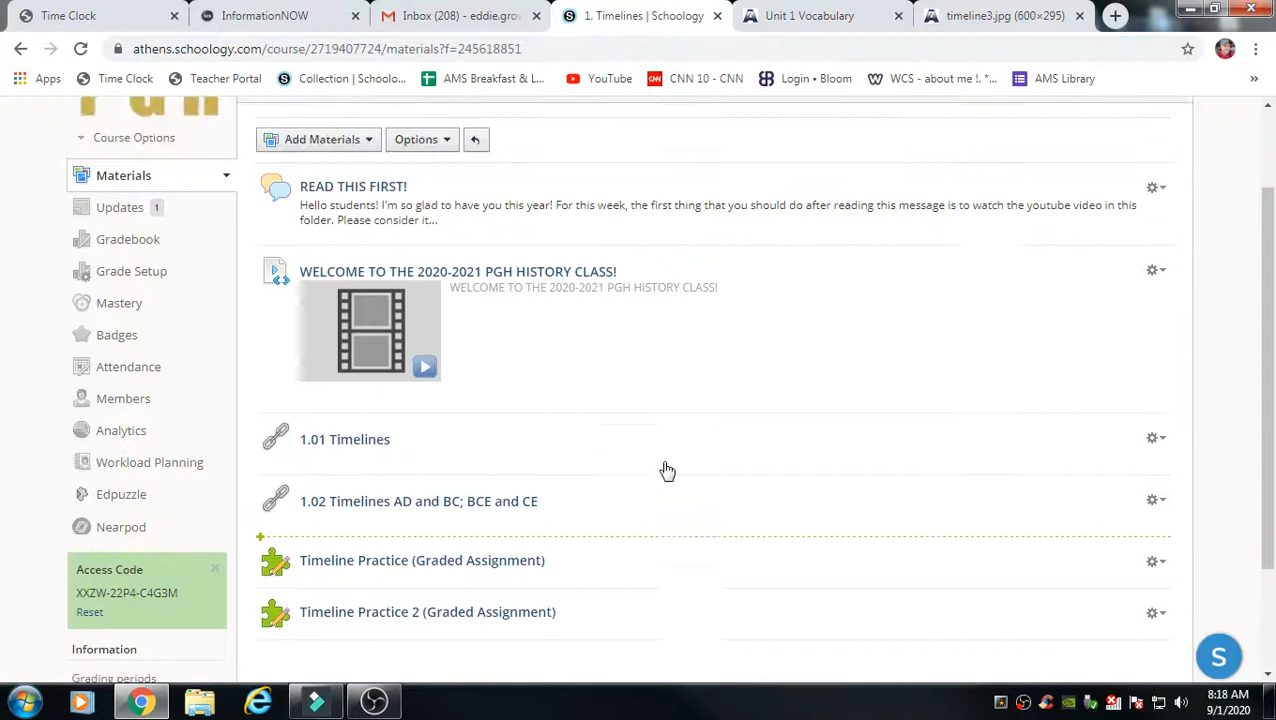 Time Clock
InformationNOW
Inbox (208) - eddie.grov
1. Timelines | Schoology
Unit 1 Vocabulary
timeline3.jpg (600×295)
athens.schoology.com/course/2719407724/materials?f=245618851
Apps
Time Clock
Teacher Portal
Collection | Schoolo...
AMS Breakfast & L...
YouTube
CNN 10 - CNN
Login • Bloom
WCS - about me !. *...
AMS Library
»
Course Options
Add Materials
Options
Materials
Updates 1
Gradebook
Grade Setup
Mastery
Badges
Attendance
Members
Analytics
Workload Planning
Edpuzzle
Nearpod
Access Code
XXZW-22P4-C4G3M
Reset
Information
Grading periods
READ THIS FIRST!
Hello students! I'm so glad to have you this year! For this week, the first thing that you should do after reading this message is to watch the youtube video in this
folder. Please consider it...
WELCOME TO THE 2020-2021 PGH HISTORY CLASS!
WELCOME TO THE 2020-2021 PGH HISTORY CLASS!
1.01 Timelines
1.02 Timelines AD and BC; BCE and CE
Timeline Practice (Graded Assignment)
Timeline Practice 2 (Graded Assignment)
S
8:18 AM
9/1/2020